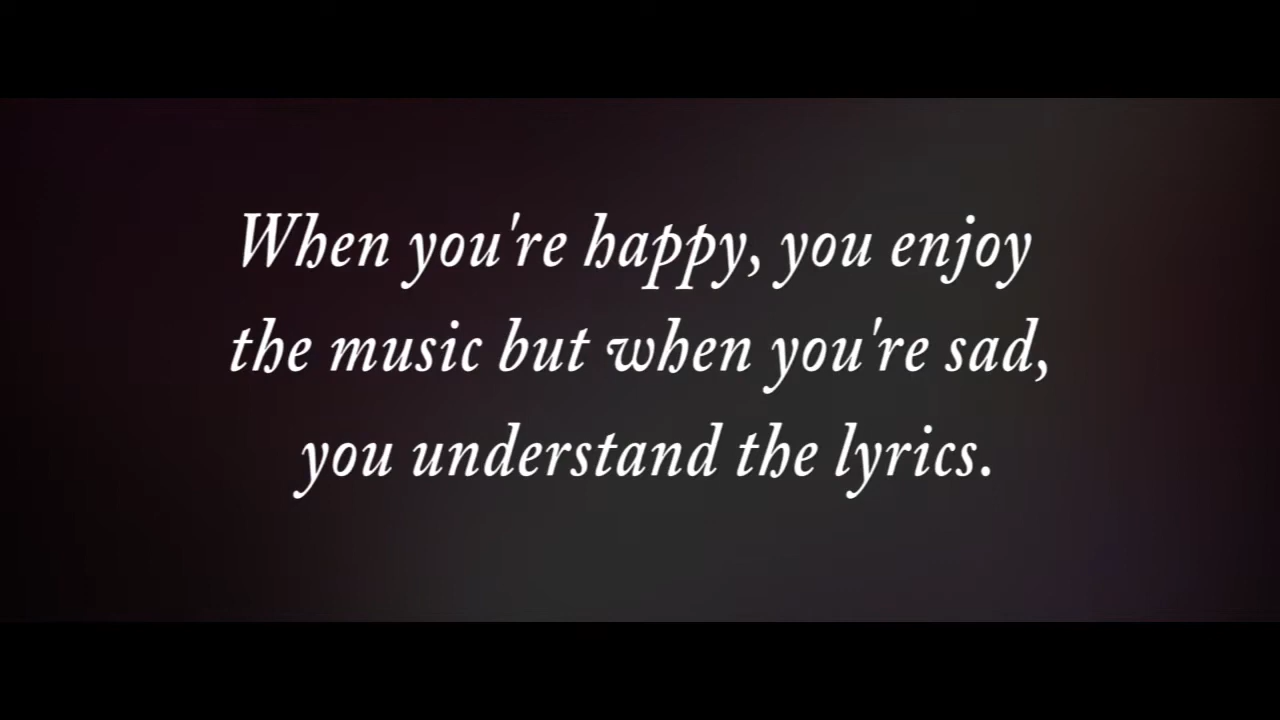 When you're happy, you enjoy
the music but when you're sad,
you understand the lyrics.